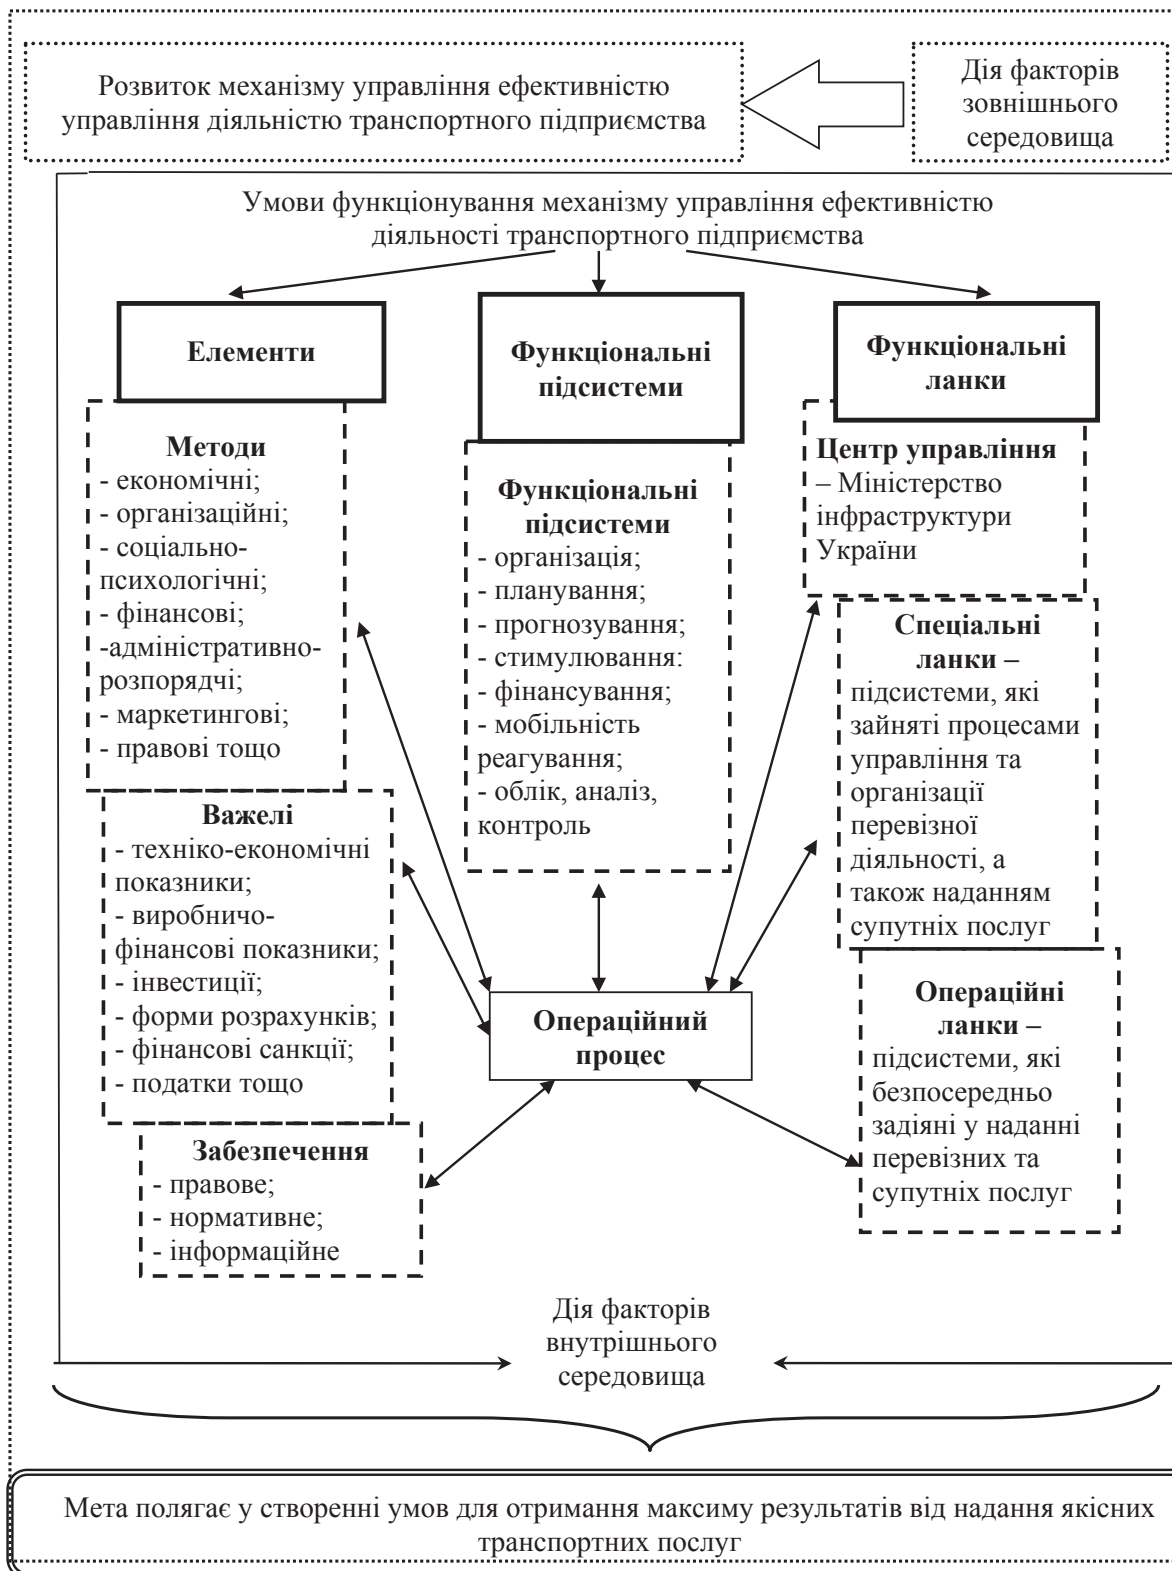 Розвиток механізму управління ефективністю
управління діяльністю транспортного підприємства
Дія факторів
зовнішнього
середовища
Умови функціонування механізму управління ефективністю
діяльності транспортного підприємства
Елементи
Методи
- економічні;
- організаційні;
- соціально-
психологічні;
- фінансові;
-адміністративно-
розпорядчі;
- маркетингові;
- правові тощо
Важелі
- техніко-економічні
показники;
- виробничо-
фінансові показники;
- інвестиції;
- форми розрахунків;
- фінансові санкції;
- податки тощо
Забезпечення
- правове;
- нормативне;
- інформаційне
Функціональні
підсистеми
Функціональні
підсистеми
- організація;
- планування;
- прогнозування;
- стимулювання:
- фінансування;
- мобільність
реагування;
- облік, аналіз,
контроль
Операційний
процес
Функціональні
ланки
Центр управління
– Міністерство
інфраструктури
України
Спеціальні
ланки –
підсистеми, які
зайняті процесами
управління та
організації
перевізної
діяльності, а
також наданням
супутніх послуг
Операційні
ланки –
підсистеми, які
безпосередньо
задіяні у наданні
перевізних та
супутніх послуг
Дія факторів
внутрішнього
середовища
Мета полягає у створенні умов для отримання максиму результатів від надання якісних
транспортних послуг